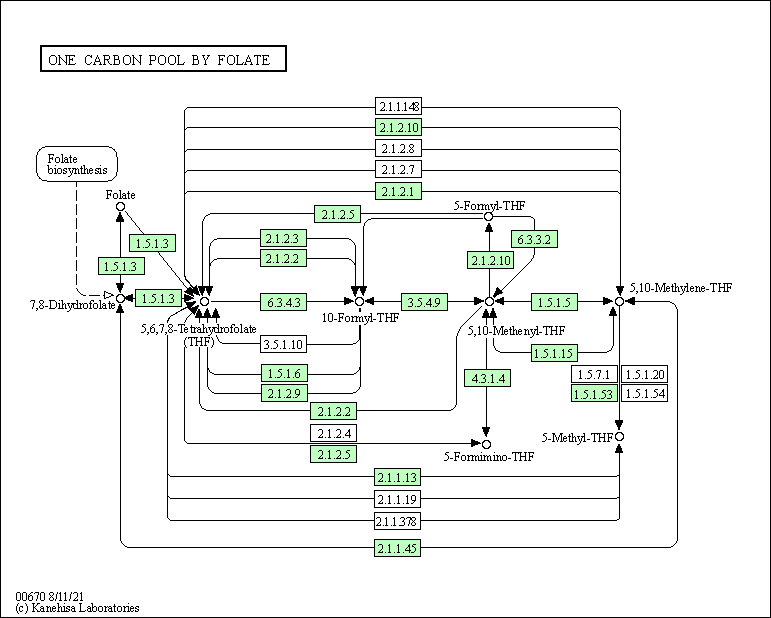 ONE CARBON POOL BY FOLATE
2.1.1.148
2.1.2.10
2.1.2.8
2.1.2.7
2.1.2.1
Folate
biosynthesis
Folate
5-Formyl-THF
2.1.2.5
1.5.1.3
2.1.2.3
6.3.3.2
2.1.2.2
2.1.2.10
1.5.1.3
5,10-Methylene-THF
7,8-Dihydrofolate
1.5.1.3
6.3.4.3
3.5.4.9
1.5.1.5
10-Formyl-THF
5,6,7,8-Tetrahydrofolate
(THF)
5,10-Methenyl-THF
3.5.1.10
1.5.1.15
1.5.1.6
4.3.1.4
1.5.7.1
1.5.1.20
2.1.2.9
1.5.1.53
1.5.1.54
2.1.2.2
2.1.2.4
5-Methyl-THF
2.1.2.5
5-Formimino-THF
2.1.1.13
2.1.1.19
2.1.1.378
2.1.1.45
00670 8/11/21
(c) Kanehisa Laboratories